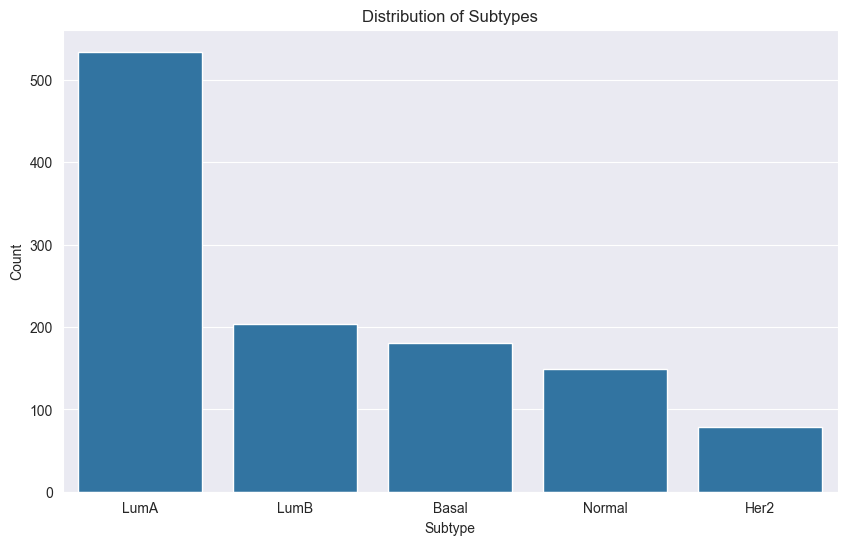 Distribution of Subtypes
500
400
300
200
100
0
Count
LumA LumB Basal Normal Her2
Subtype